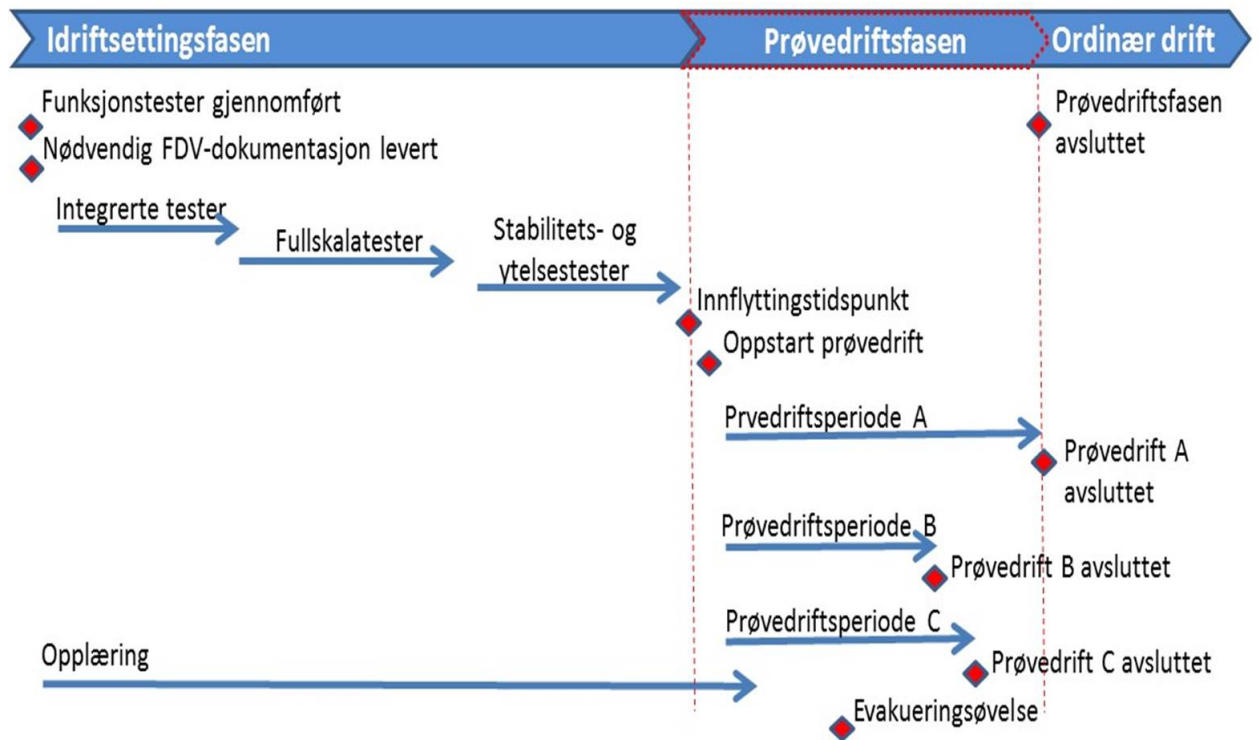 Idriftsettingsfasen
Prøvedriftsfasen
Ordinær drift
Funksjonstester gjennomført
Nødvendig FDV-dokumentasjon levert
Prøvedriftsfasen
avsluttet
Integrerte tester
Fullskalatester
Stabilitets- og
ytelsestester
Innflyttingstidspunkt
Oppstart prøvedrift
Prvedriftsperiode A
Prøvedrift A
avsluttet
Prøvedriftsperiode B
Prøvedrift B avsluttet
Prøvedriftsperiode C
Opplæring
Prøvedrift C avsluttet
Evakueringsøvelse